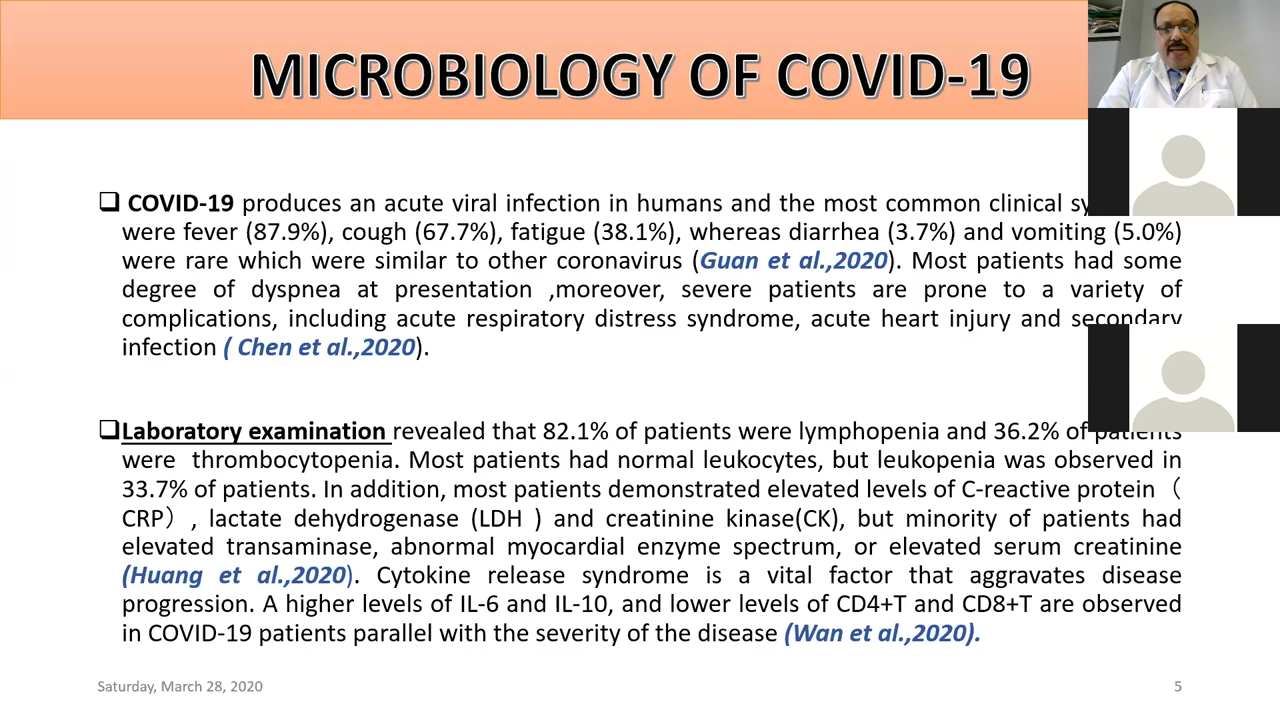 MICROBIOLOGY OF COVID-19
❑ COVID-19 produces an acute viral infection in humans and the most common clinical
were fever (87.9%), cough (67.7%), fatigue (38.1%), whereas diarrhea (3.7%) and vomiting (5.0%)
were rare which were similar to other coronavirus (Guan et al.,2020). Most patients had some
degree of dyspnea at presentation ,moreover, severe patients are prone to a variety of
complications, including acute respiratory distress syndrome, acute heart injury and secondary
infection ( Chen et al.,2020).
❑Laboratory examination revealed that 82.1% of patients were lymphopenia and 36.2% of patients
were thrombocytopenia. Most patients had normal leukocytes, but leukopenia was observed in
33.7% of patients. In addition, most patients demonstrated elevated levels of C-reactive protein（
CRP）, lactate dehydrogenase (LDH ) and creatinine kinase(CK), but minority of patients had
elevated transaminase, abnormal myocardial enzyme spectrum, or elevated serum creatinine
(Huang et al.,2020). Cytokine release syndrome is a vital factor that aggravates disease
progression. A higher levels of IL-6 and IL-10, and lower levels of CD4+T and CD8+T are observed
in COVID-19 patients parallel with the severity of the disease (Wan et al.,2020).
Saturday, March 28, 2020
5